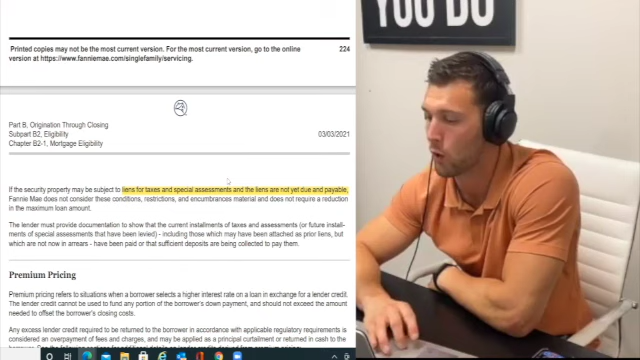 YOU DO
Printed copies may not be the most current version. For the most current version, go to the online
224
version at https://www.fanniemae.com/singlefamily/servicing.
Part B, Origination Through Closing
Subpart B2, Eligibility
03/03/2021
Chapter B2-1, Mortgage Eligibility
If the security property may be subject to liens for taxes and special assessments and the liens are not yet due and payable,
Fannie Mae does not consider these conditions, restrictions, and encumbrances material and does not require a reduction
in the maximum loan amount.
The lender must provide documentation to show that the current installments of taxes and assessments (or future install-
ments of special assessments that have been levied) - including those which may have been attached as prior liens, but
which are not now in arrears - have been paid or that sufficient deposits are being collected to pay them.
Premium Pricing
Premium pricing refers to situations when a borrower selects a higher interest rate on a loan in exchange for a lender credit.
The lender credit cannot be used to fund any portion of the borrower's down payment, and should not exceed the amount
needed to offset the borrower's closing costs.
Any excess lender credit required to be returned to the borrower in accordance with applicable regulatory requirements is
considered an overpayment of fees and charges, and may be applied as a principal curtailment or returned in cash to the